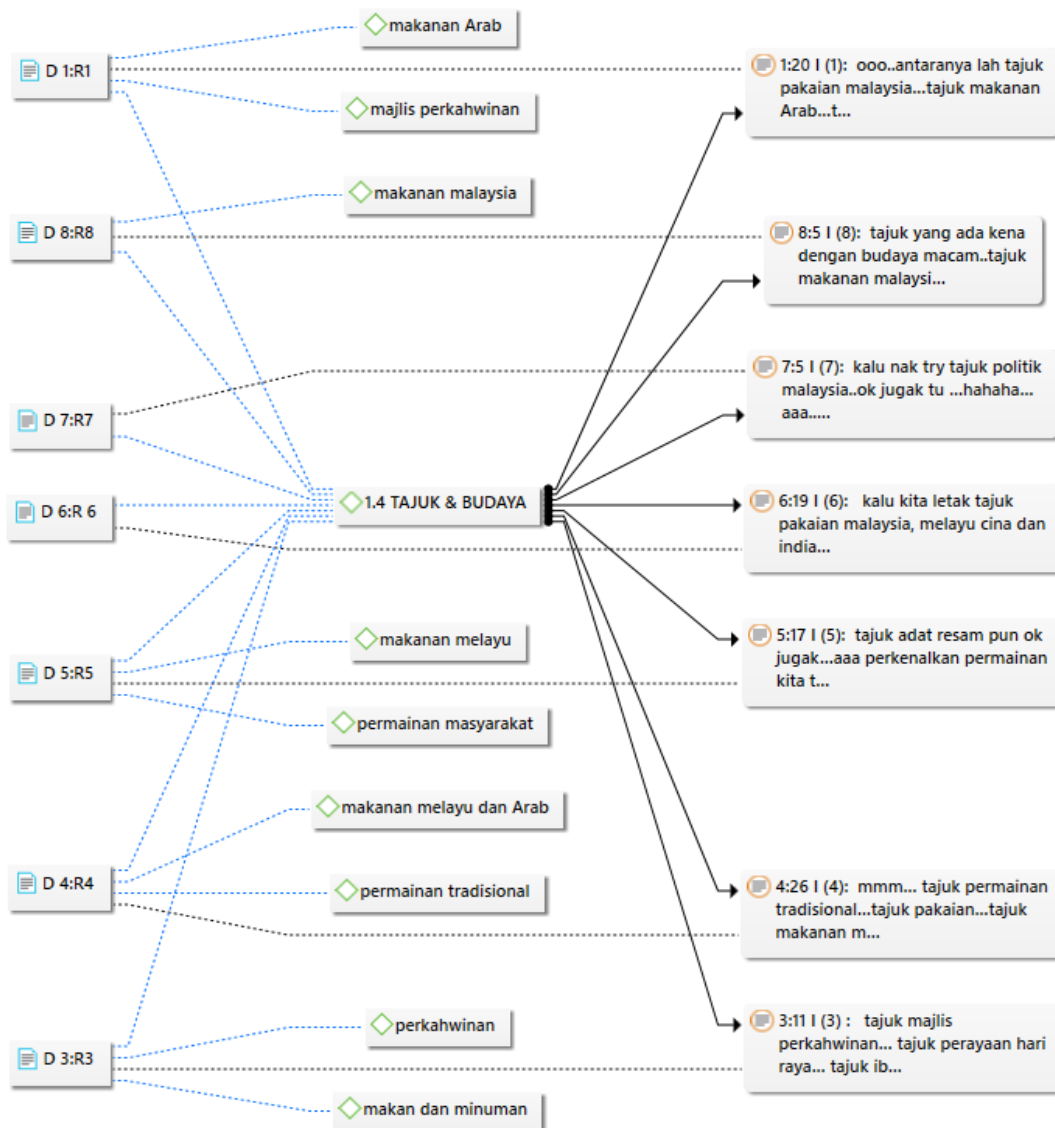 D 1:R1
D 8:R8
D 7:R7
D 6:R 6
D 5:R5
D 4:R4
D 3:R3
makanan Arab
majlis perkahwinan
makanan malaysia
1.4 TAJUK & BUDAYA
makanan melayu
permainan masyarakat
makanan melayu dan Arab
permainan tradisional
perkahwinan
makan dan minuman
1:20 I (1): ooo..antaranya lah tajuk
pakaian malaysia...tajuk makanan
Arab...t...
8:5 I (8): tajuk yang ada kena
dengan budaya macam..tajuk
makanan malaysi...
7:5 I (7): kalu nak try tajuk politik
malaysia..ok jugak tu ...hahaha...
aaa.....
6:19 I (6): kalu kita letak tajuk
pakaian malaysia, melayu cina dan
india...
5:17 I (5): tajuk adat resam pun ok
jugak...aaa perkenalkan permainan
kita t...
4:26 I (4): mmm... tajuk permainan
tradisional...tajuk pakaian...tajuk
makanan m...
3:11 I (3) : tajuk majlis
perkahwinan... tajuk perayaan hari
raya... tajuk ib...